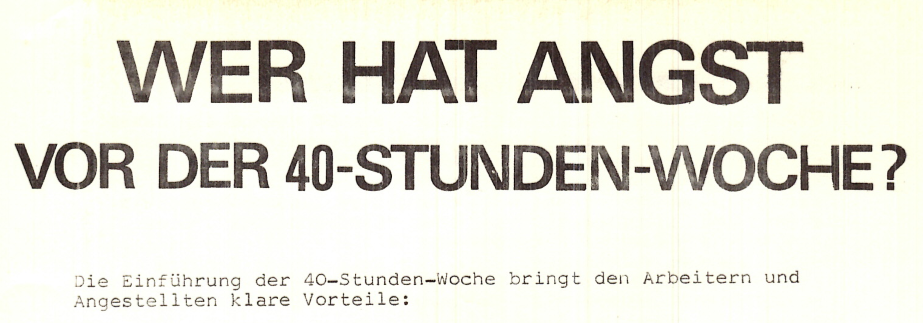 WER HAT ANGST
VOR DER 40-STUNDEN-WOCHE?
Die Einführung der 40-Stunden-Woche bringt den Arbeitern und
Angestellten klare Vorteile: